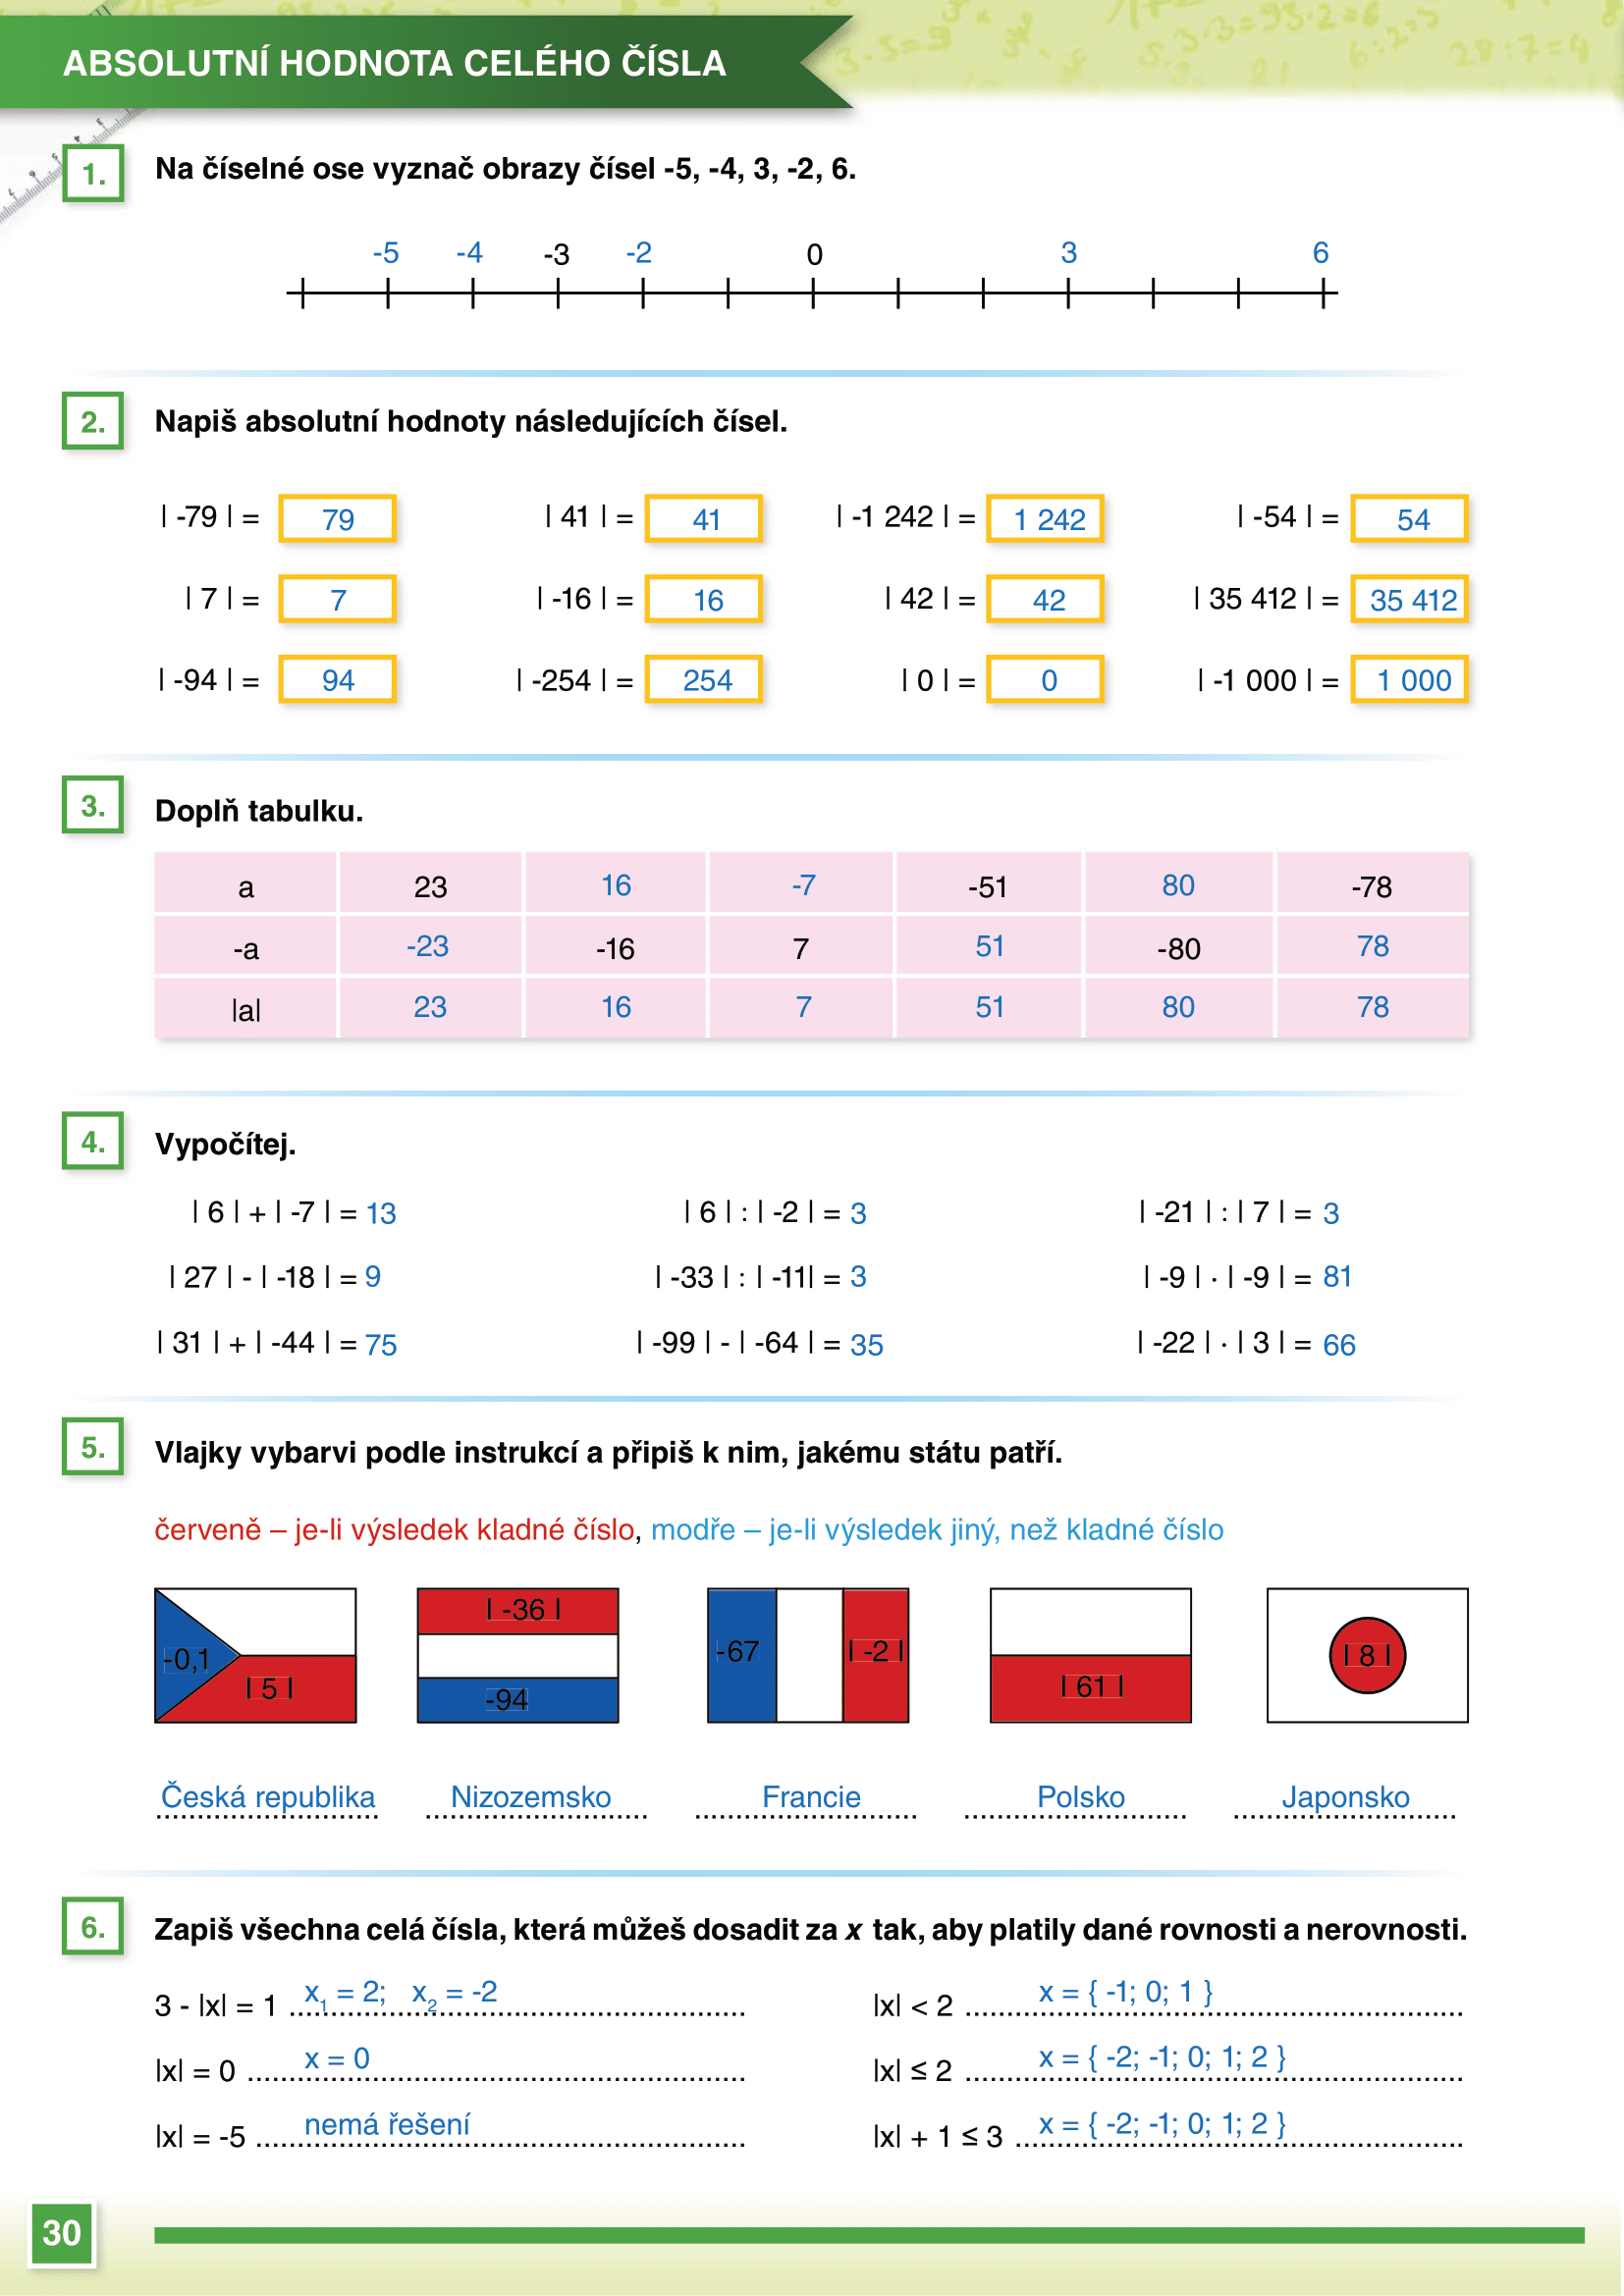 ABSOLUTNÍ HODNOTA CELÉHO ČÍSLA
1. Na číselné ose vyznač obrazy čísel -5, -4, 3, -2, 6.
-5 -4 -3 -2 0 3 6
2. Napiš absolutní hodnoty následujících čísel.
| -79 | = 79 | 41 | = 41 | -1 242 | = 1 242 | -54 | = 54
| 7 | = 7 | -16 | = 16 | 42 | = 42 | 35 412 | = 35 412
| -94 | = 94 | -254 | = 254 | 0 | = 0 | -1 000 | = 1 000
3. Doplň tabulku.
a 23 16 -7 -51 80 -78
-a -23 -16 7 51 -80 78
|a| 23 16 7 51 80 78
4. Vypočítej.
| 6 | + | -7 | = 13 | 6 | : | -2 | = 3 | -21 | : | 7 | = 3
| 27 | - | -18 | = 9 | -33 | : | -11| = 3 | -9 | · | -9 | = 81
| 31 | + | -44 | = 75 | -99 | - | -64 | = 35 | -22 | · | 3 | = 66
5. Vlajky vybarvi podle instrukcí a připiš k nim, jakému státu patří.
červeně – je-li výsledek kladné číslo, modře – je-li výsledek jiný, než kladné číslo
-0,1 | 5 | | -36 | -94 -67 | -2 | | 61 | | 8 |
Česká republika Nizozemsko Francie Polsko Japonsko
6. Zapiš všechna celá čísla, která můžeš dosadit za x tak, aby platily dané rovnosti a nerovnosti.
3 - |x| = 1 x₁ = 2; x₂ = -2 |x| < 2 x = { -1; 0; 1 }
|x| = 0 x = 0 |x| ≤ 2 x = { -2; -1; 0; 1; 2 }
|x| = -5 nemá řešení |x| + 1 ≤ 3 x = { -2; -1; 0; 1; 2 }
30